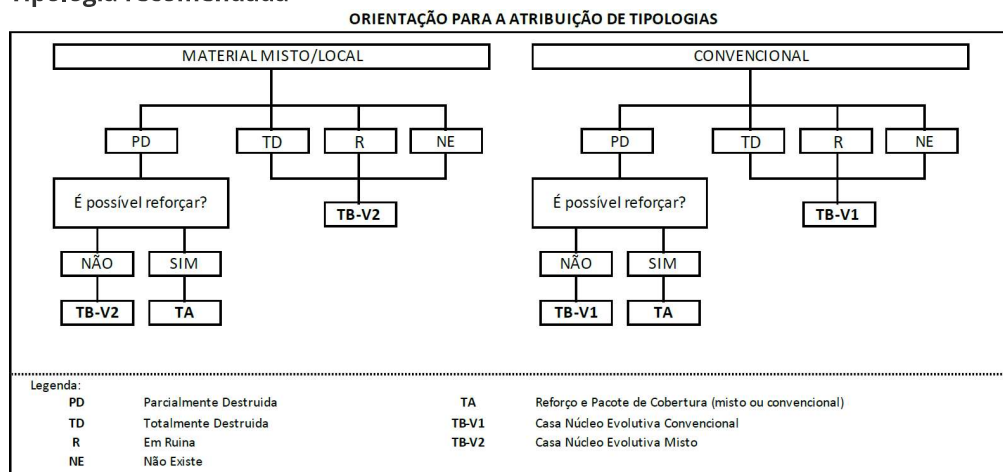 Tipologia recomendada
ORIENTAÇÃO PARA A ATRIBUIÇÃO DE TIPOLOGIAS
MATERIAL MISTO/LOCAL
CONVENCIONAL
PD
TD
R
NE
PD
TD
R
NE
É possível reforçar?
TB-V2
É possível reforçar?
TB-V1
NÃO
SIM
NÃO
SIM
TB-V2
TA
TB-V1
TA
Legenda:
PD Parcialmente Destruida TA Reforço e Pacote de Cobertura (misto ou convencional)
TD Totalmente Destruida TB-V1 Casa Núcleo Evolutiva Convencional
R Em Ruina TB-V2 Casa Núcleo Evolutiva Misto
NE Não Existe